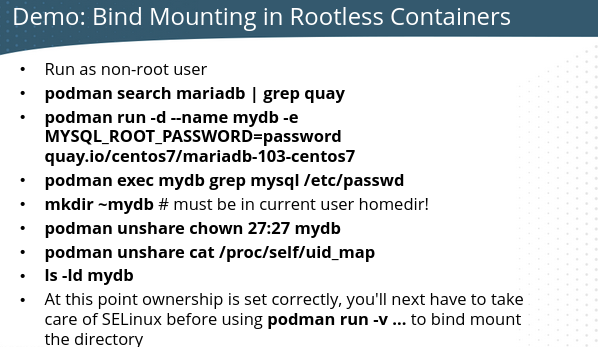 Demo: Bind Mounting in Rootless Containers
• Run as non-root user
• podman search mariadb | grep quay
• podman run -d --name mydb -e
MYSQL_ROOT_PASSWORD=password
quay.io/centos7/mariadb-103-centos7
• podman exec mydb grep mysql /etc/passwd
• mkdir ~mydb # must be in current user homedir!
• podman unshare chown 27:27 mydb
• podman unshare cat /proc/self/uid_map
• ls -ld mydb
• At this point ownership is set correctly, you'll next have to take
care of SELinux before using podman run -v ... to bind mount
the directory